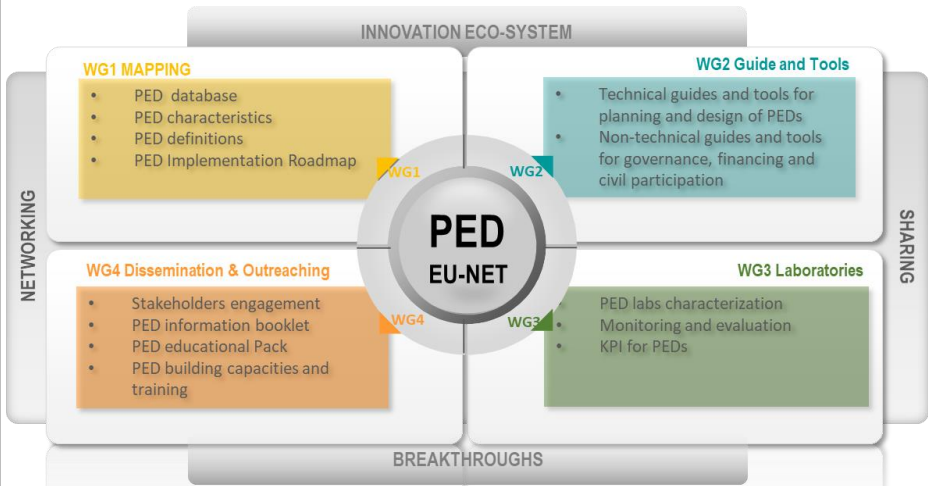 INNOVATION ECO-SYSTEM
WG1 MAPPING
• PED database
• PED characteristics
• PED definitions
• PED Implementation Roadmap
WG2 Guide and Tools
• Technical guides and tools for
planning and design of PEDs
• Non-technical guides and tools
for governance, financing and
civil participation
WG1
WG2
NETWORKING
PED
EU-NET
SHARING
WG4 Dissemination & Outreaching
• Stakeholders engagement
• PED information booklet
• PED educational Pack
• PED building capacities and
training
WG3 Laboratories
• PED labs characterization
• Monitoring and evaluation
• KPI for PEDs
WG4
WG3
BREAKTHROUGHS